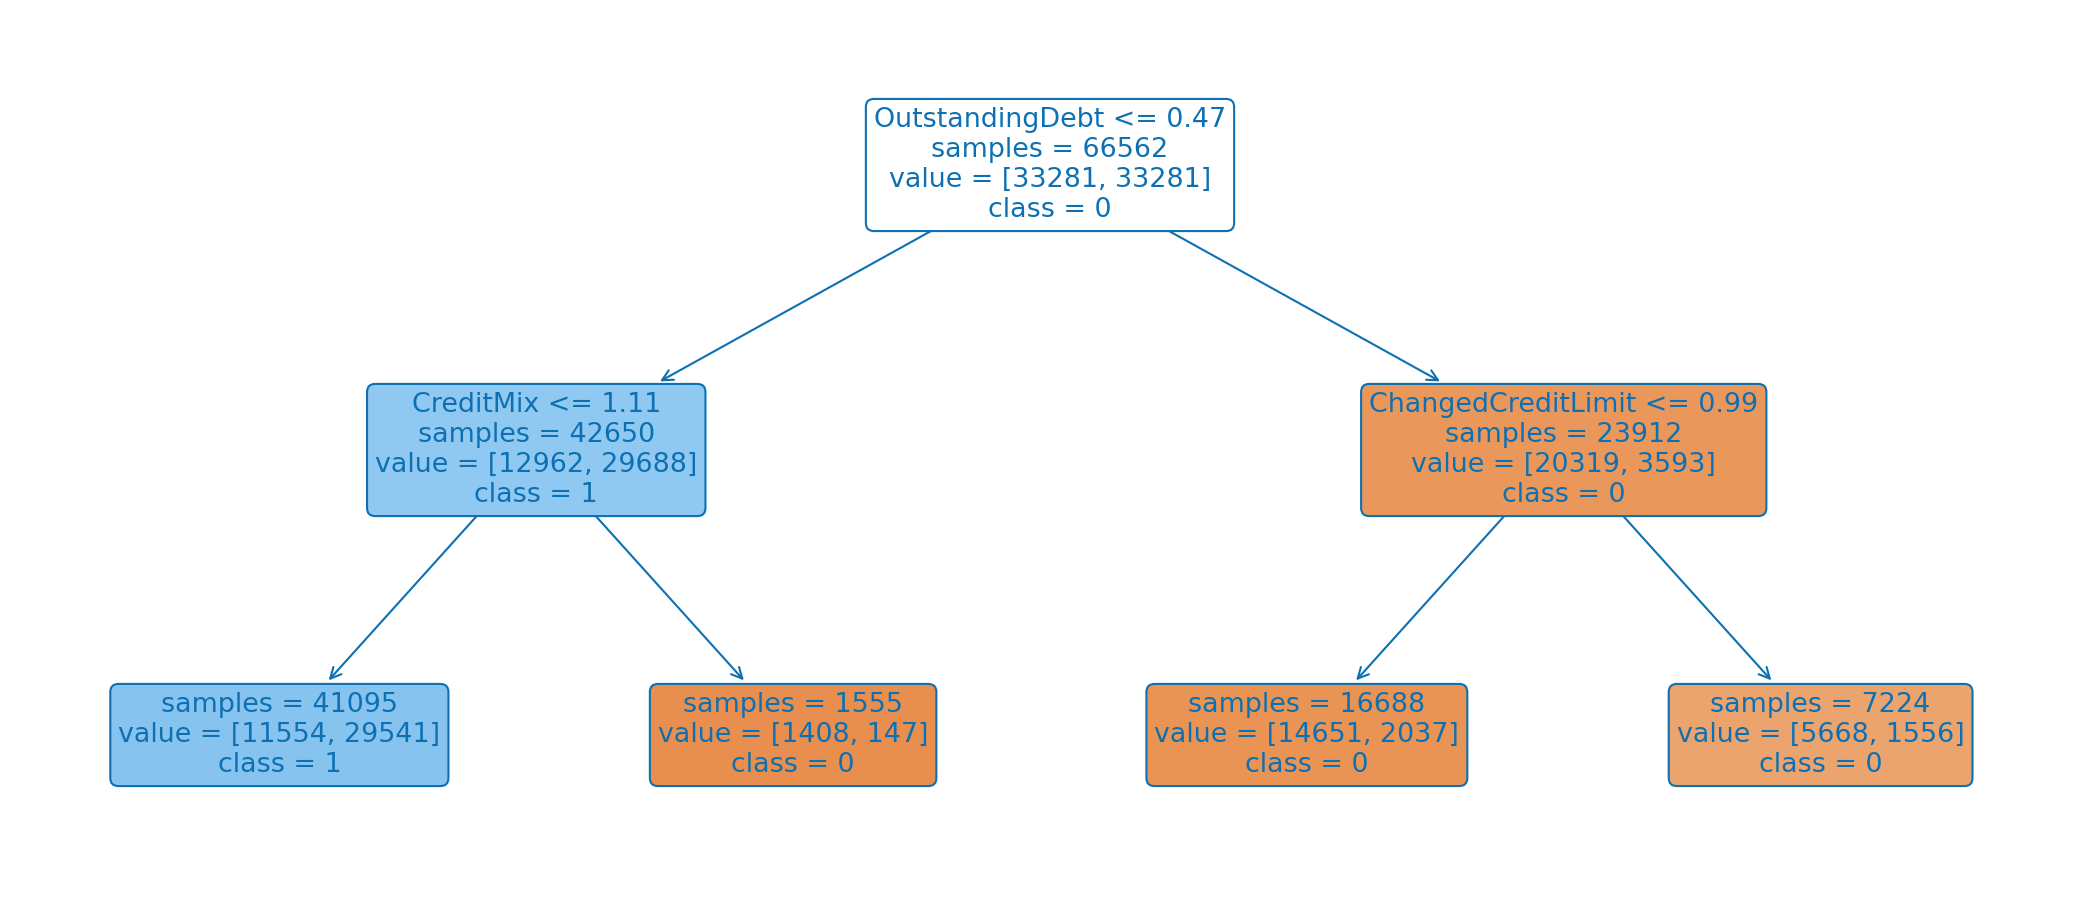 OutstandingDebt <= 0.47
samples = 66562
value = [33281, 33281]
class = 0
CreditMix <= 1.11
samples = 42650
value = [12962, 29688]
class = 1
ChangedCreditLimit <= 0.99
samples = 23912
value = [20319, 3593]
class = 0
samples = 41095
value = [11554, 29541]
class = 1
samples = 1555
value = [1408, 147]
class = 0
samples = 16688
value = [14651, 2037]
class = 0
samples = 7224
value = [5668, 1556]
class = 0